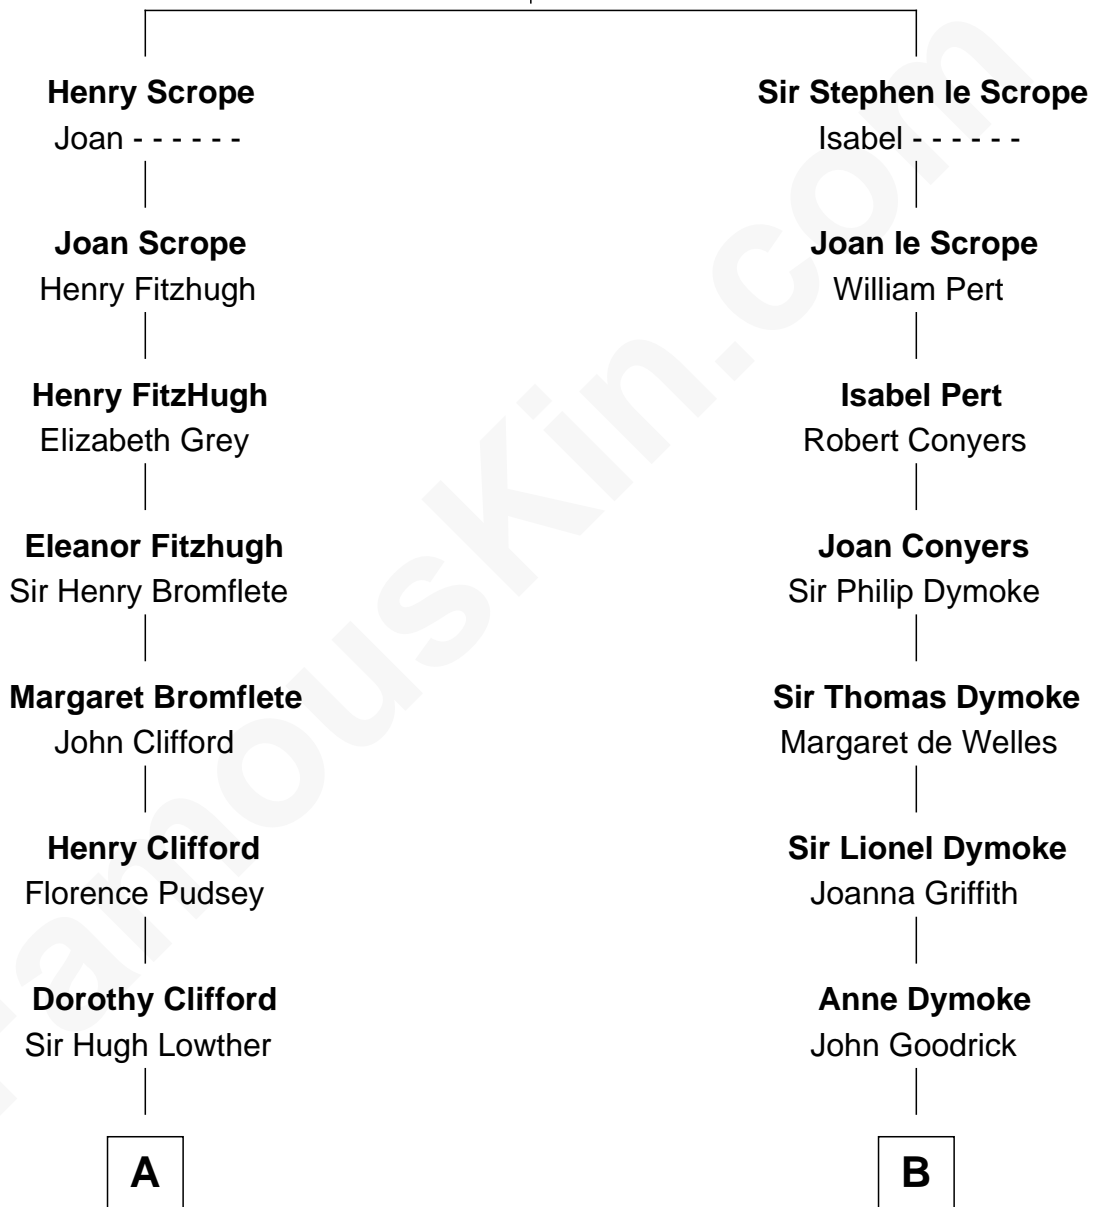 Henry Scrope
Joan - - - - - -
Joan Scrope
Henry Fitzhugh
Henry FitzHugh
Elizabeth Grey
Eleanor Fitzhugh
Sir Henry Bromflete
Margaret Bromflete
John Clifford
Henry Clifford
Florence Pudsey
Dorothy Clifford
Sir Hugh Lowther
A
Sir Stephen le Scrope
Isabel - - - - - -
Joan le Scrope
William Pert
Isabel Pert
Robert Conyers
Joan Conyers
Sir Philip Dymoke
Sir Thomas Dymoke
Margaret de Welles
Sir Lionel Dymoke
Joanna Griffith
Anne Dymoke
John Goodrick
B
FamousKin.com